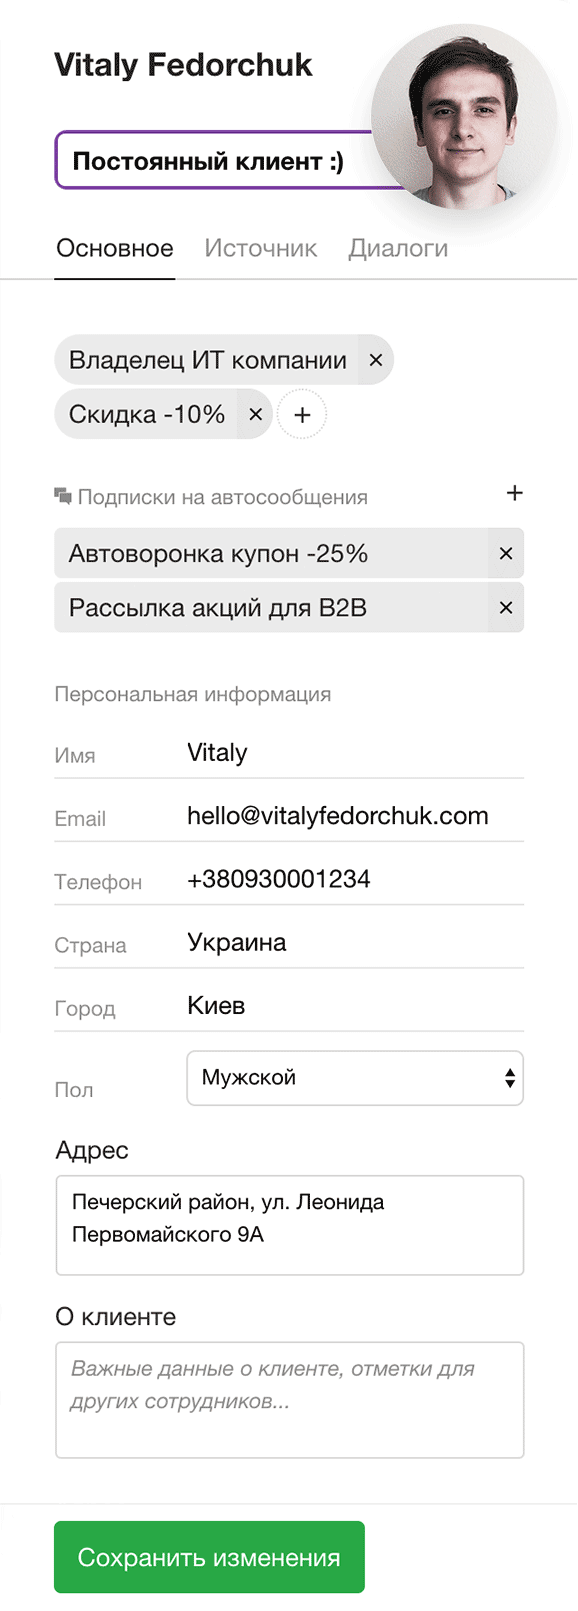 Vitaly Fedorchuk
Постоянный клиент :)
Основное Источник Диалоги
Владелец ИТ компании ×
Скидка -10% × +
Подписки на автосообщения +
Автоворонка купон -25% ×
Рассылка акций для B2B ×
Персональная информация
Имя Vitaly
Email hello@vitalyfedorchuk.com
Телефон +380930001234
Страна Украина
Город Киев
Пол Мужской
Адрес
Печерский район, ул. Леонида
Первомайского 9А
О клиенте
Важные данные о клиенте, отметки для
других сотрудников...
Сохранить изменения